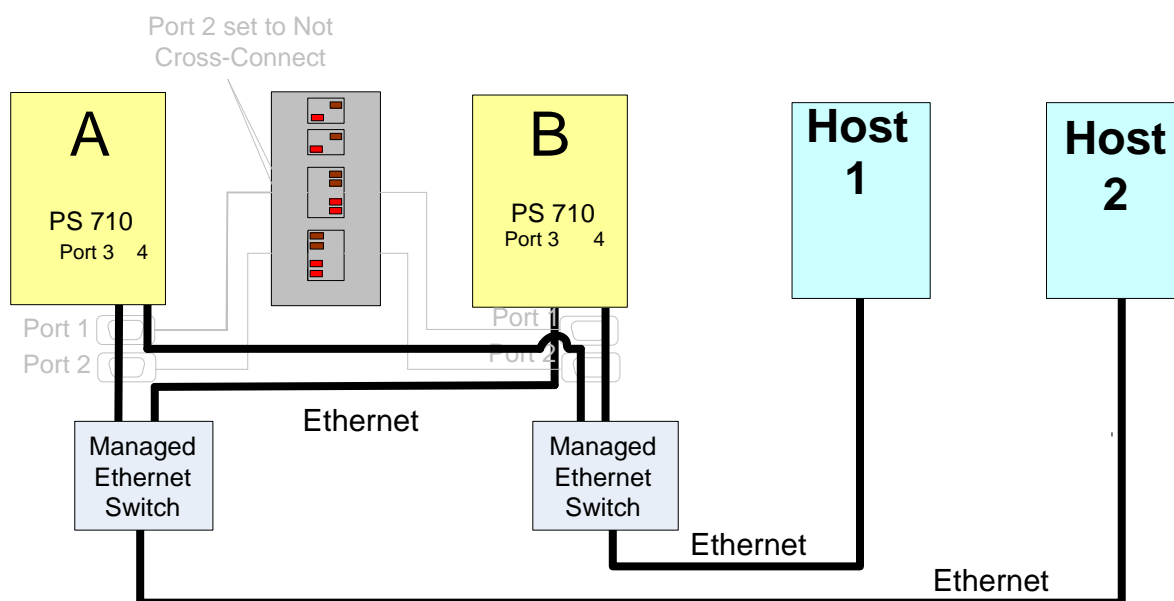 Port 2 set to Not
Cross-Connect
A
PS 710
Port 3 4
B
PS 710
Port 3 4
Host
1
Host
2
Port 1
Port 2
Port 1
Port 2
Ethernet
Managed
Ethernet
Switch
Managed
Ethernet
Switch
Ethernet
Ethernet